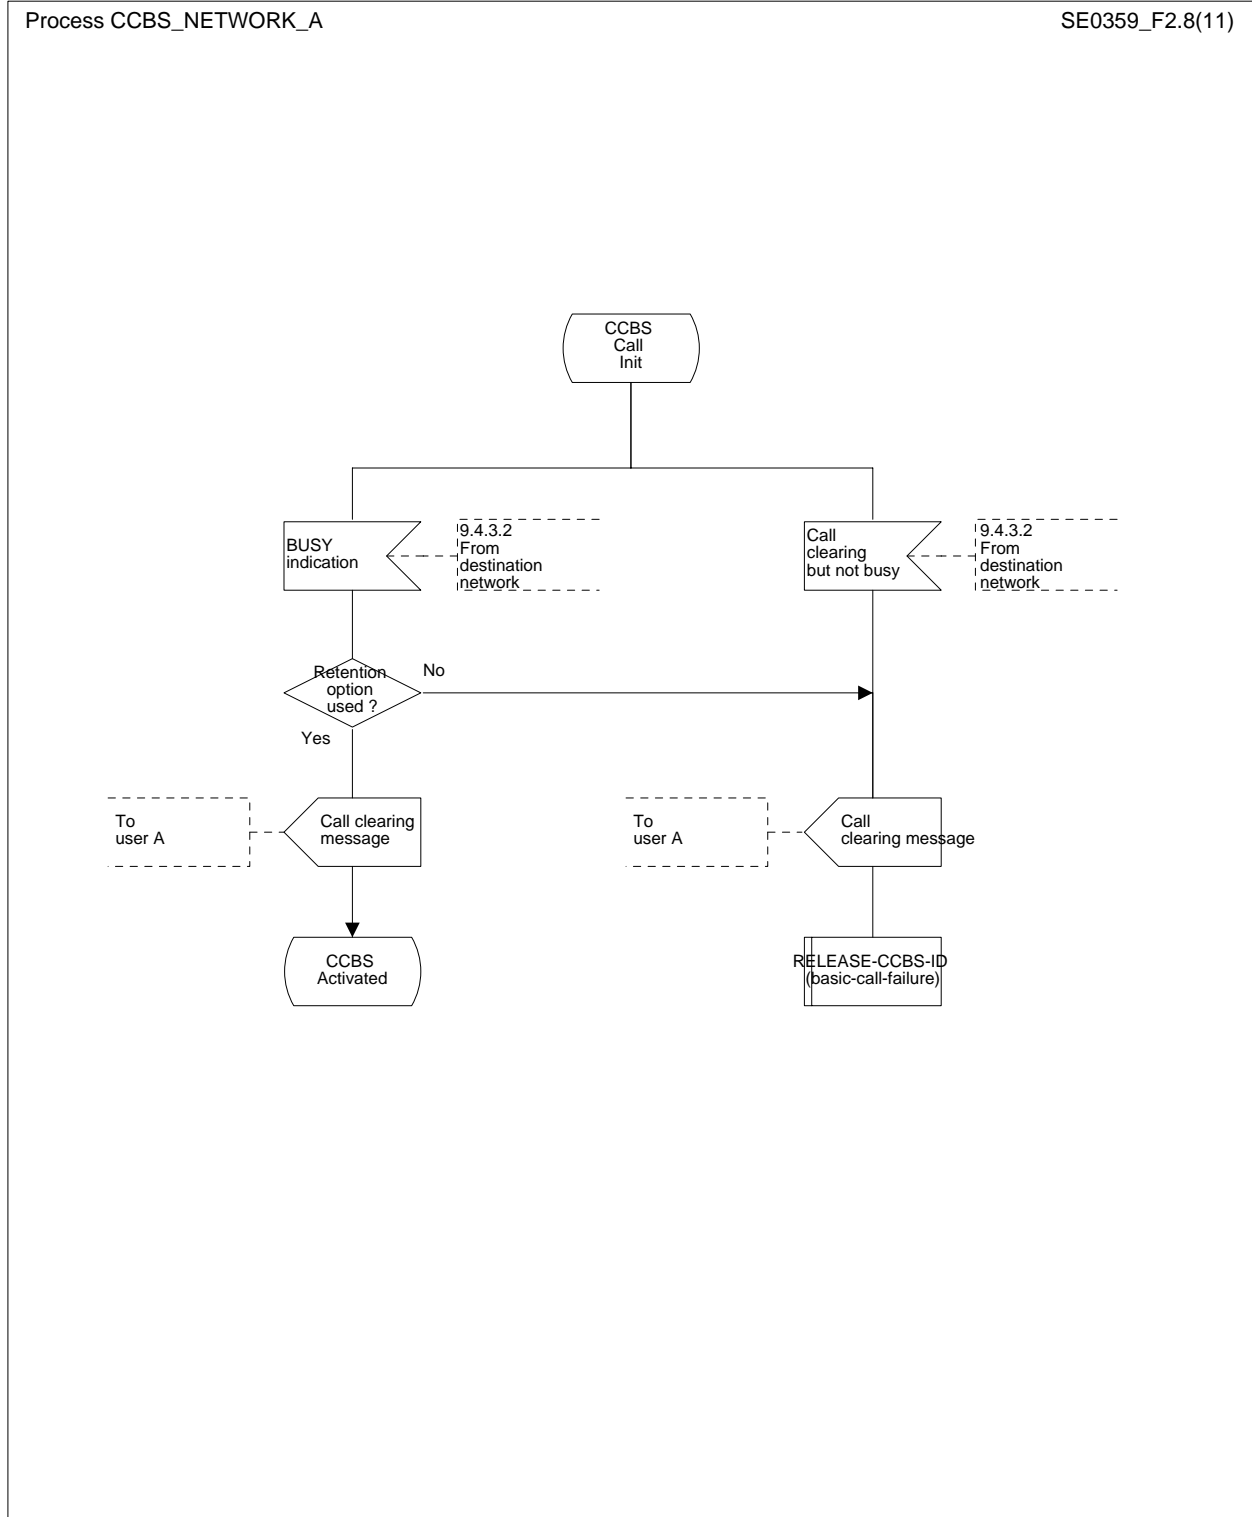 Process CCBS_NETWORK_A
SE0359_F2.8(11)
CCBS
Call
Init
BUSY
indication
9.4.3.2
From
destination
network
Call
clearing
but not busy
9.4.3.2
From
destination
network
Retention
option
used ?
No
Yes
To
user A
Call clearing
message
To
user A
Call
clearing message
CCBS
Activated
RELEASE-CCBS-ID
(basic-call-failure)